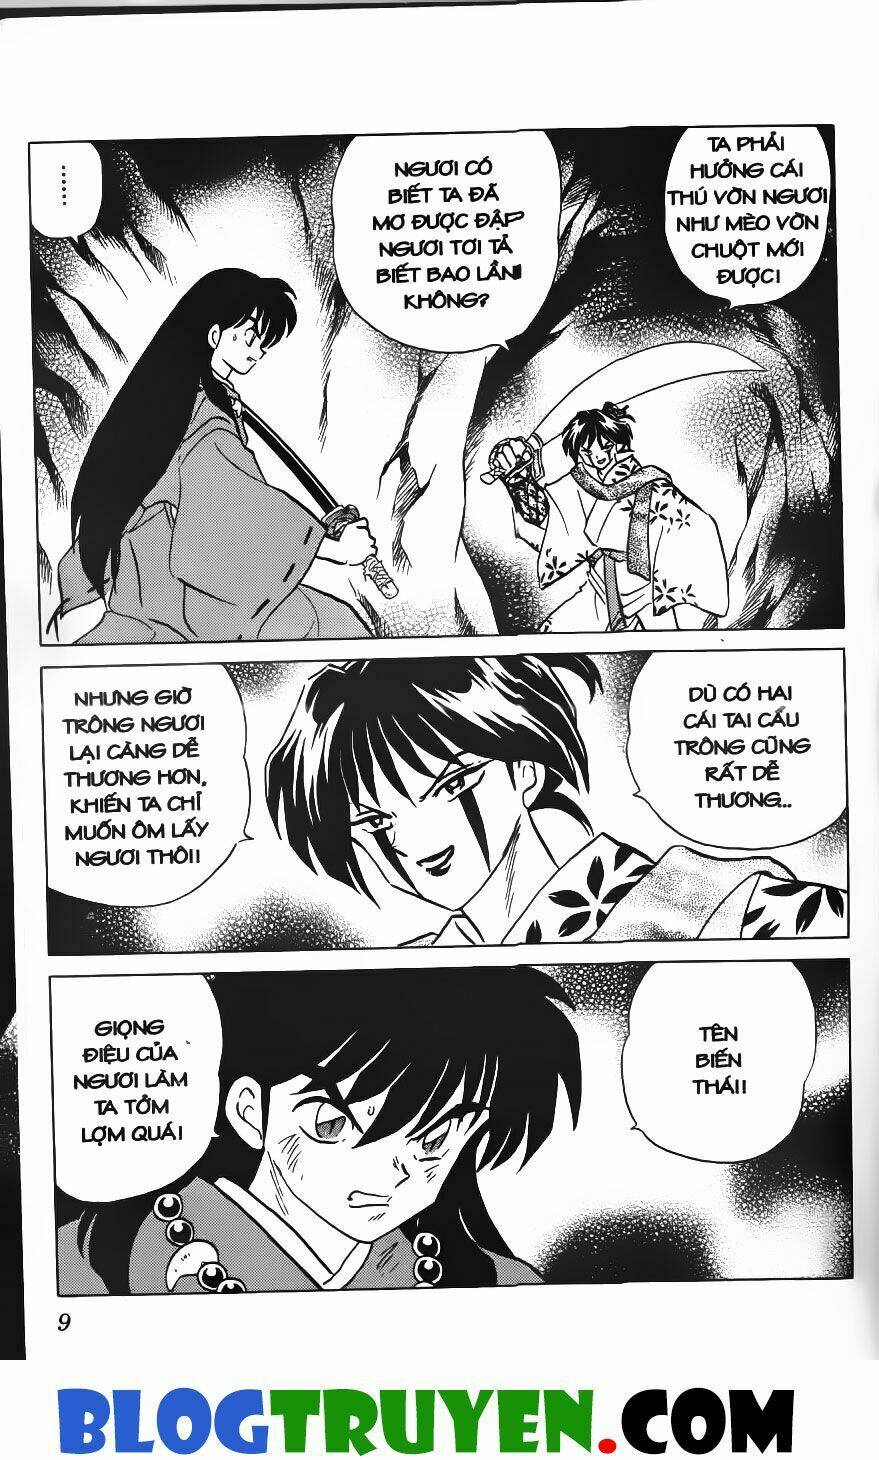 TA PHẢI
HƯỞNG CÁI
THÚ VỜN NGƯƠI
NHƯ MÈO VỜN
CHUỘT MỚI
ĐƯỢC!
NGƯƠI CÓ
BIẾT TA ĐÃ
MƠ ĐƯỢC ĐẬP
NGƯƠI TƠI TẢ
BIẾT BAO LẦN
KHÔNG?
......
DÙ CÓ HAI
CÁI TAI CẨU
TRÔNG CŨNG
RẤT DỄ
THƯƠNG...
NHƯNG GIỜ
TRÔNG NGƯƠI
LẠI CÀNG DỄ
THƯƠNG HƠN,
KHIẾN TA CHỈ
MUỐN ÔM LẤY
NGƯƠI THÔI!
TÊN
BIẾN
THÁI!
GIỌNG
ĐIỆU CỦA
NGƯƠI LÀM
TA TỞM
LỢM QUÁ!
9
BLOGTRUYEN.COM